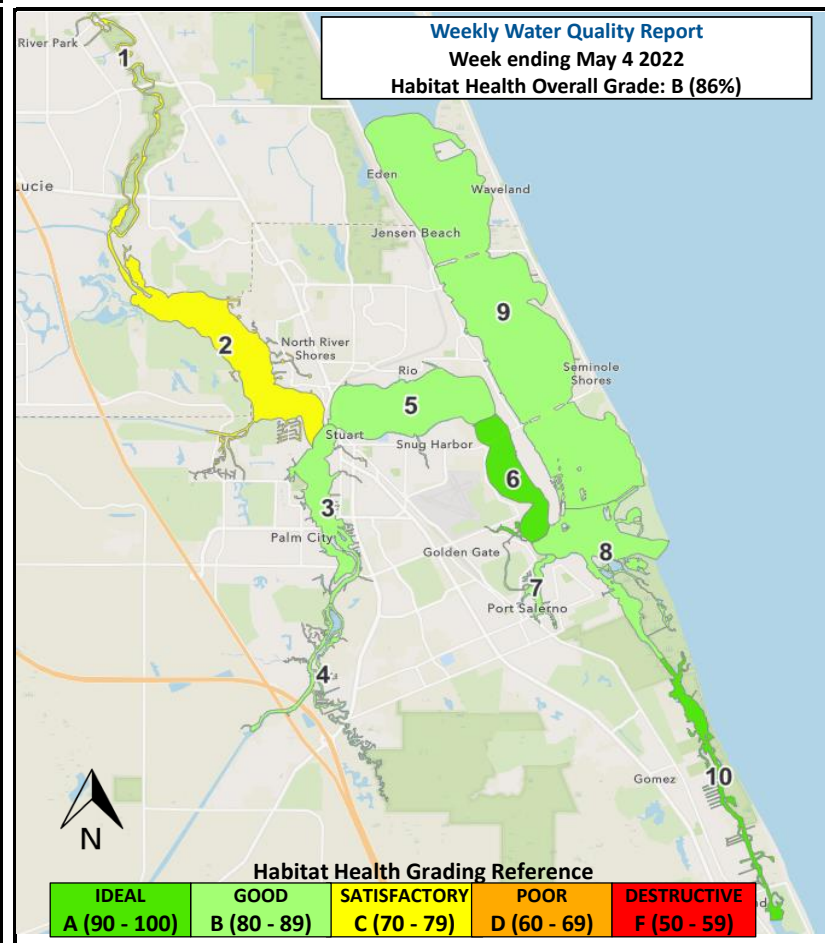 Weekly Water Quality Report
Week ending May 4 2022
Habitat Health Overall Grade: B (86%)
River Park
1
Eden
Waveland
Lucie
Jensen Beach
9
2
North River
Shores
Rio
Seminole
Shores
5
Stuart
Snug Harbor
6
3
Palm City
Golden Gate
8
7
Port Salerno
4
Gomez
10
N
Habitat Health Grading Reference
IDEAL
A (90 - 100)
GOOD
B (80 - 89)
SATISFACTORY
C (70 - 79)
POOR
D (60 - 69)
DESTRUCTIVE
F (50 - 59)